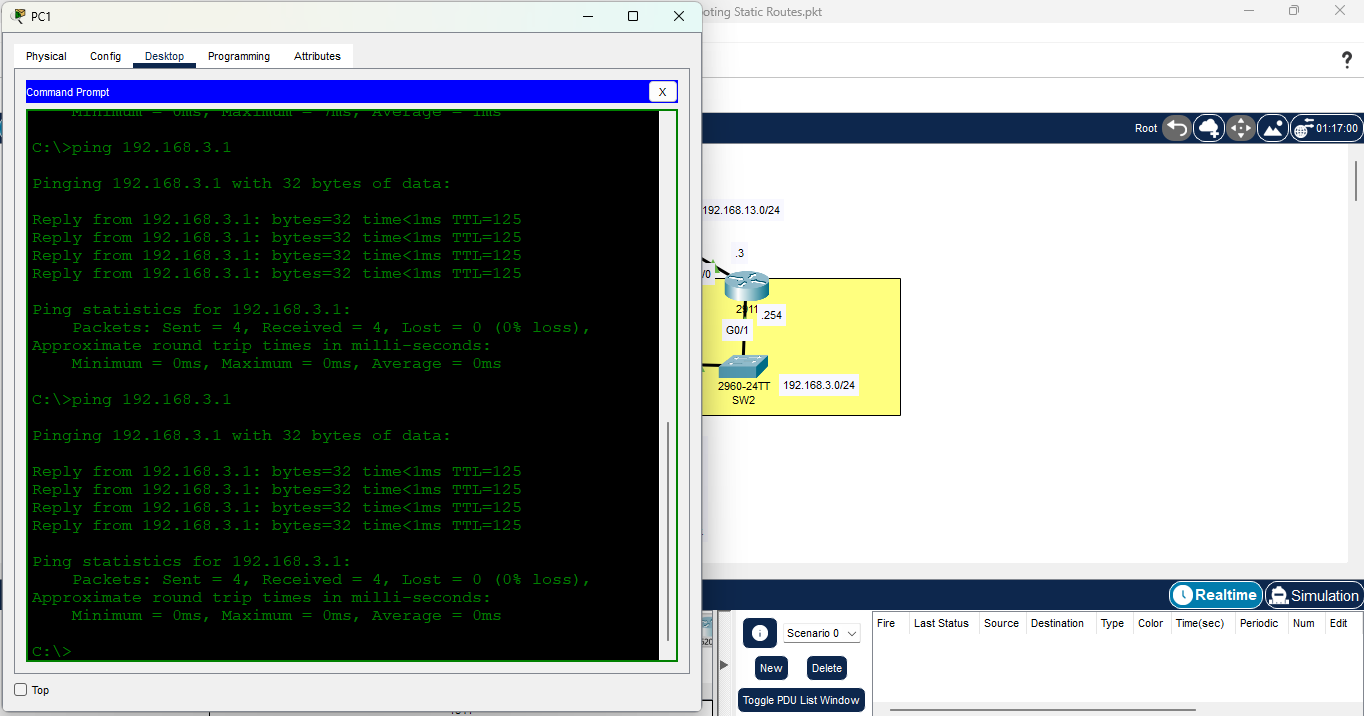 PC1
oting Static Routes.pkt
Physical Config Desktop Programming Attributes
?
Command Prompt
X
Minimum = 0ms, Maximum = 7ms, Average = 1ms
C:\>ping 192.168.3.1
Pinging 192.168.3.1 with 32 bytes of data:
Reply from 192.168.3.1: bytes=32 time<1ms TTL=125
Reply from 192.168.3.1: bytes=32 time<1ms TTL=125
Reply from 192.168.3.1: bytes=32 time<1ms TTL=125
Reply from 192.168.3.1: bytes=32 time<1ms TTL=125
Ping statistics for 192.168.3.1:
Packets: Sent = 4, Received = 4, Lost = 0 (0% loss),
Approximate round trip times in milli-seconds:
Minimum = 0ms, Maximum = 0ms, Average = 0ms
C:\>ping 192.168.3.1
Pinging 192.168.3.1 with 32 bytes of data:
Reply from 192.168.3.1: bytes=32 time<1ms TTL=125
Reply from 192.168.3.1: bytes=32 time<1ms TTL=125
Reply from 192.168.3.1: bytes=32 time<1ms TTL=125
Reply from 192.168.3.1: bytes=32 time<1ms TTL=125
Ping statistics for 192.168.3.1:
Packets: Sent = 4, Received = 4, Lost = 0 (0% loss),
Approximate round trip times in milli-seconds:
Minimum = 0ms, Maximum = 0ms, Average = 0ms
C:\>
Top
Root
01:17:00
192.168.13.0/24
.3
/0
2911
.254
G0/1
2960-24TT
SW2
192.168.3.0/24
Realtime
Simulation
Scenario 0
New
Delete
Toggle PDU List Window
Fire Last Status Source Destination Type Color Time(sec) Periodic Num Edit